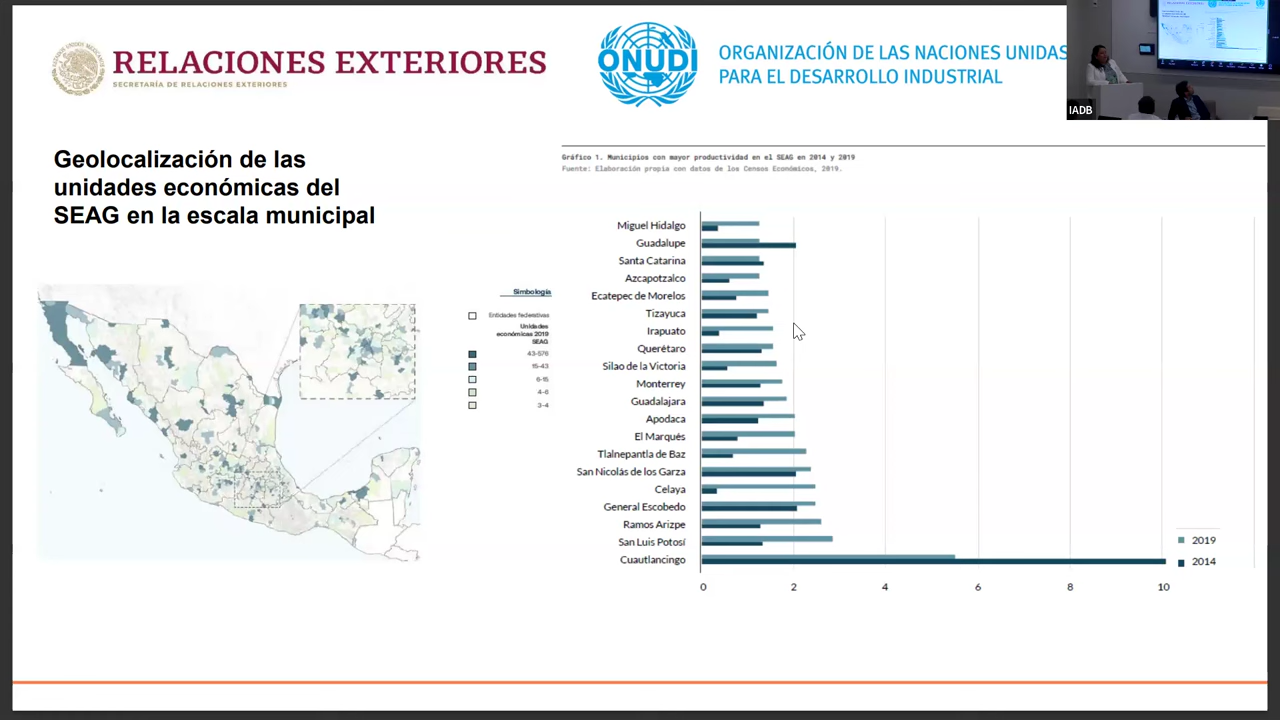 RELACIONES EXTERIORES
SECRETARÍA DE RELACIONES EXTERIORES
ONUDI
ORGANIZACIÓN DE LAS NACIONES UNIDAS
PARA EL DESARROLLO INDUSTRIAL
IADB
Geolocalización de las
unidades económicas del
SEAG en la escala municipal
Simbología
Entidades federativas
Unidades
económicas 2019
SEAG
43-576
15-43
6-15
4-6
3-4
Gráfico 1. Municipios con mayor productividad en el SEAG en 2014 y 2019
Fuente: Elaboración propia con datos de los Censos Económicos, 2019.
Miguel Hidalgo
Guadalupe
Santa Catarina
Azcapotzalco
Ecatepec de Morelos
Tizayuca
Irapuato
Querétaro
Silao de la Victoria
Monterrey
Guadalajara
Apodaca
El Marqués
Tlalnepantla de Baz
San Nicolás de los Garza
Celaya
General Escobedo
Ramos Arizpe
San Luis Potosí
Cuautlancingo
0 2 4 6 8 10
2019
2014